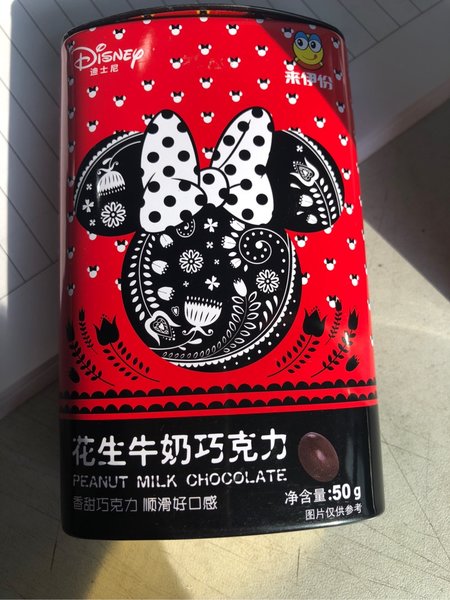 Disney
迪士尼
来伊份
花生牛奶巧克力
PEANUT MILK CHOCOLATE
香甜巧克力 顺滑好口感
净含量:50g
图片仅供参考